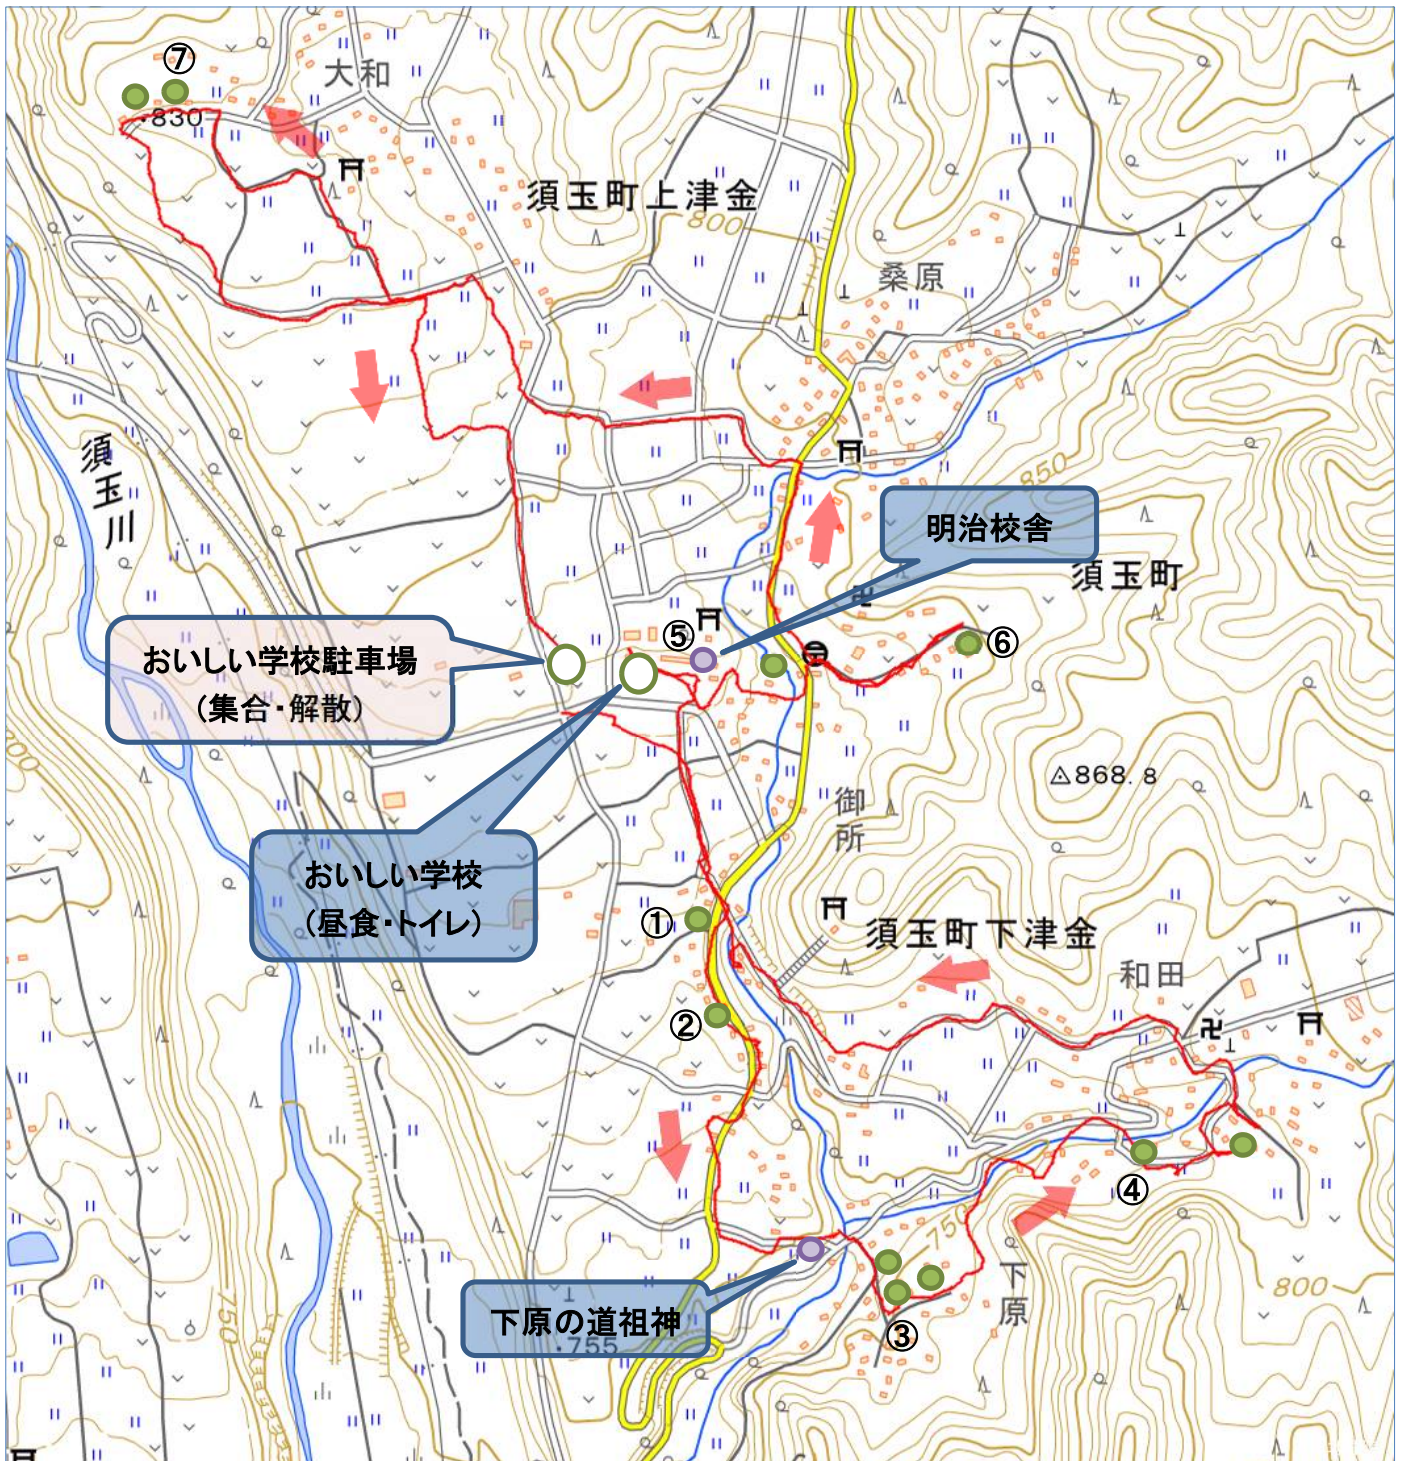 ⑦
大和
・830
須玉町上津金
800
桑原
850
須玉川
明治校舎
須玉町
⑤
⑥
おいしい学校駐車場
(集合・解散)
△868.8
御所
おいしい学校
(昼食・トイレ)
①
須玉町下津金
和田
②
④
750
下原
800
下原の道祖神
・755
③
750